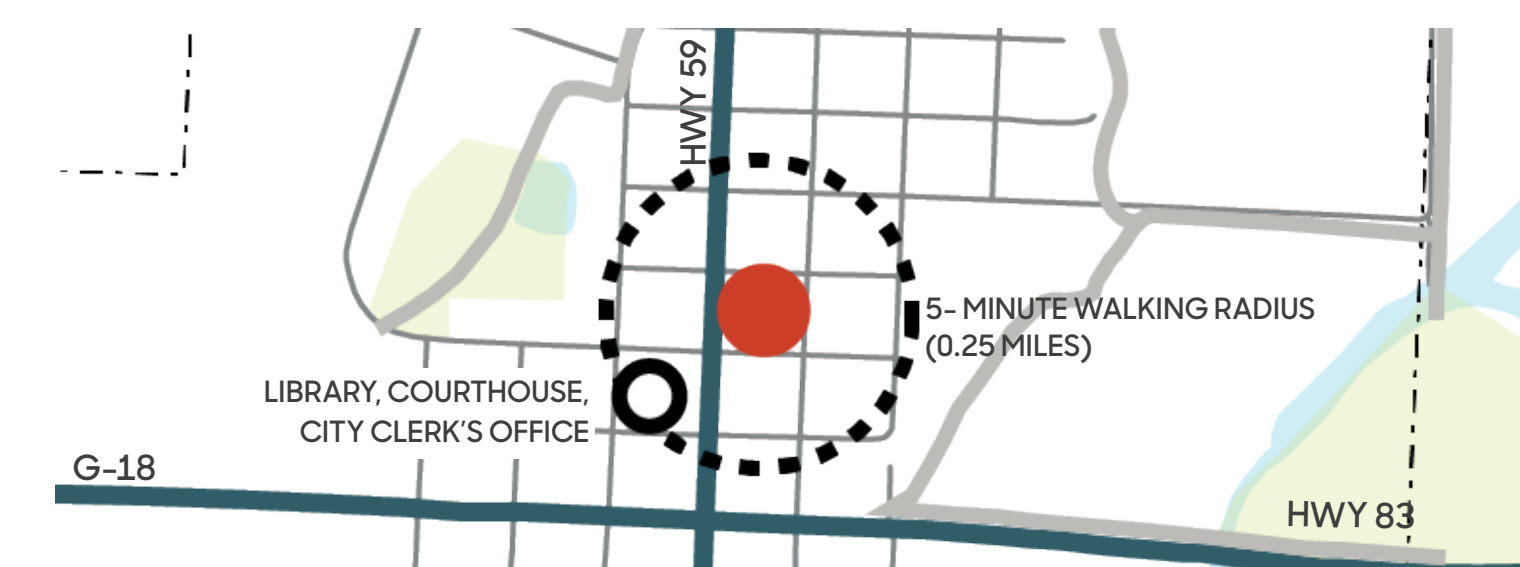 HWY 59
5- MINUTE WALKING RADIUS
(0.25 MILES)
LIBRARY, COURTHOUSE,
CITY CLERK'S OFFICE
G-18
HWY 83